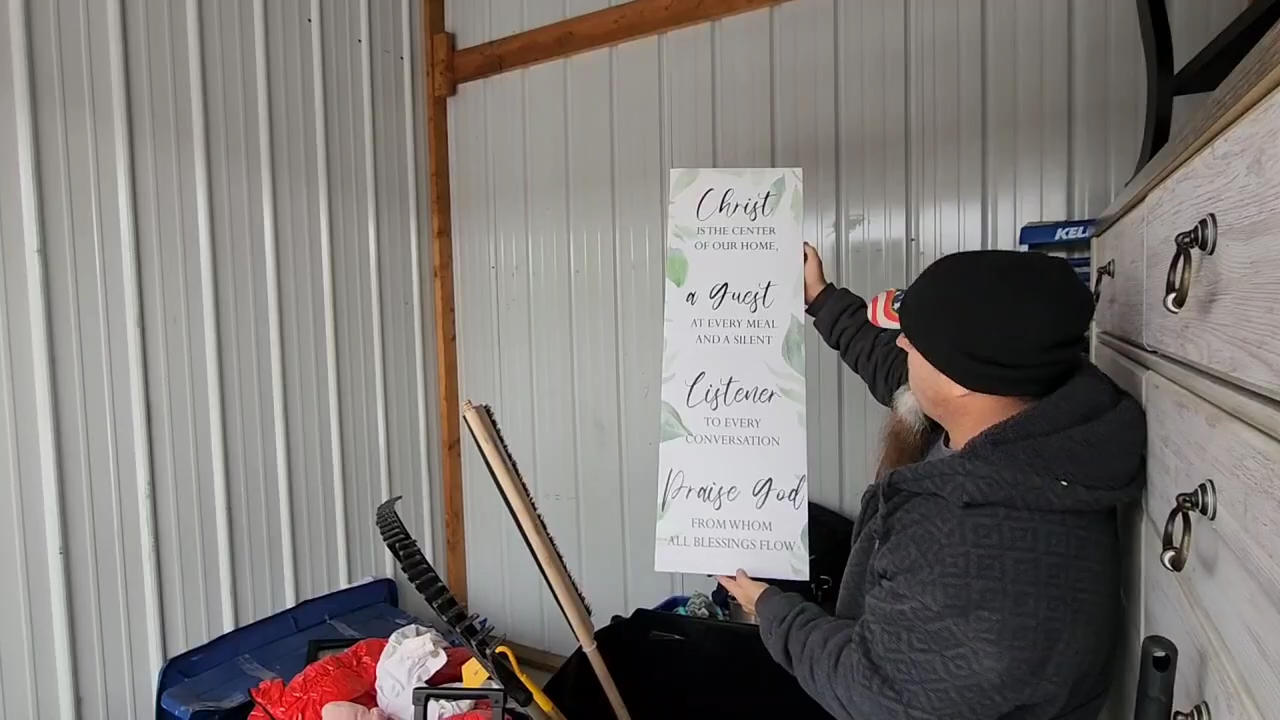 Christ
IS THE CENTER
OF OUR HOME,
a guest
AT EVERY MEAL
AND A SILENT
Listener
TO EVERY
CONVERSATION
Praise God
FROM WHOM
ALL BLESSINGS FLOW